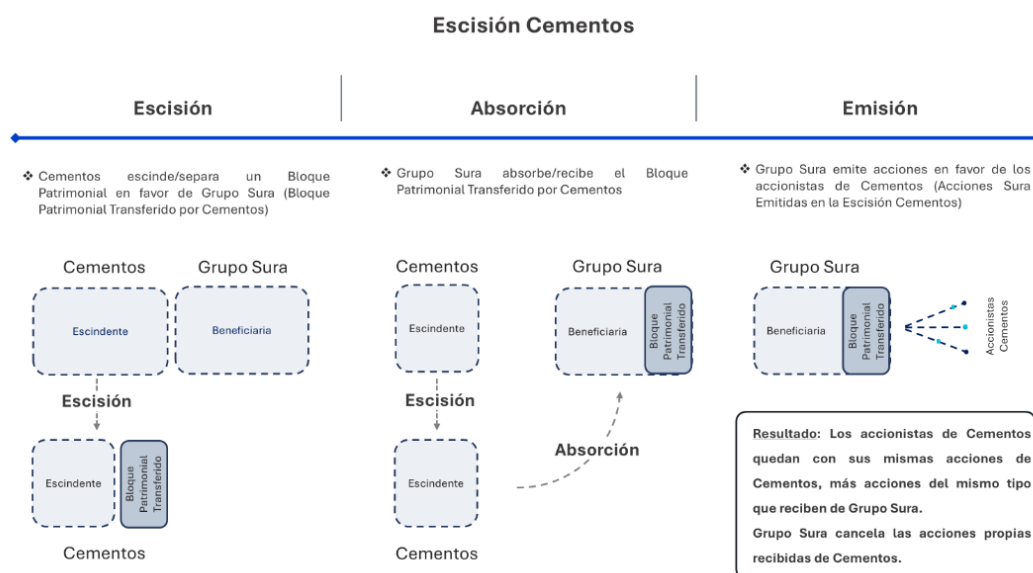 Escisión Cementos
Escisión
Absorción
Emisión
❖ Cementos escinde/separa un Bloque
Patrimonial en favor de Grupo Sura (Bloque
Patrimonial Transferido por Cementos)
❖ Grupo Sura absorbe/recibe el Bloque
Patrimonial Transferido por Cementos
❖ Grupo Sura emite acciones en favor de los
accionistas de Cementos (Acciones Sura
Emitidas en la Escisión Cementos)
Cementos
Grupo Sura
Escindente
Beneficiaria
Escisión
Escindente
Bloque
Patrimonial
Transferido
Cementos
Cementos
Grupo Sura
Escindente
Beneficiaria
Bloque
Patrimonial
Transferido
Escisión
Absorción
Escindente
Cementos
Grupo Sura
Beneficiaria
Bloque
Patrimonial
Transferido
Accionistas
Cementos
Resultado: Los accionistas de Cementos
quedan con sus mismas acciones de
Cementos, más acciones del mismo tipo
que reciben de Grupo Sura.
Grupo Sura cancela las acciones propias
recibidas de Cementos.